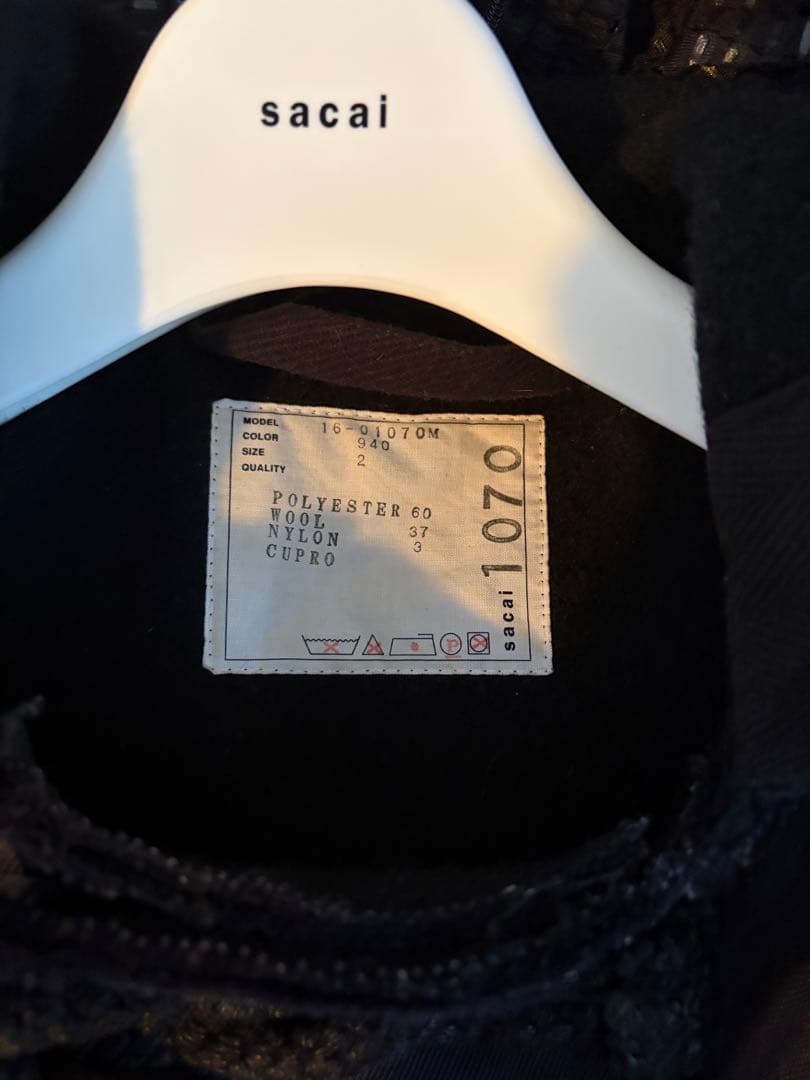 sacai
MODEL 16-01070M
COLOR 940
SIZE 2
QUALITY
POLYESTER 60
WOOL 37
NYLON 3
CUPRO
P
sacai 1070